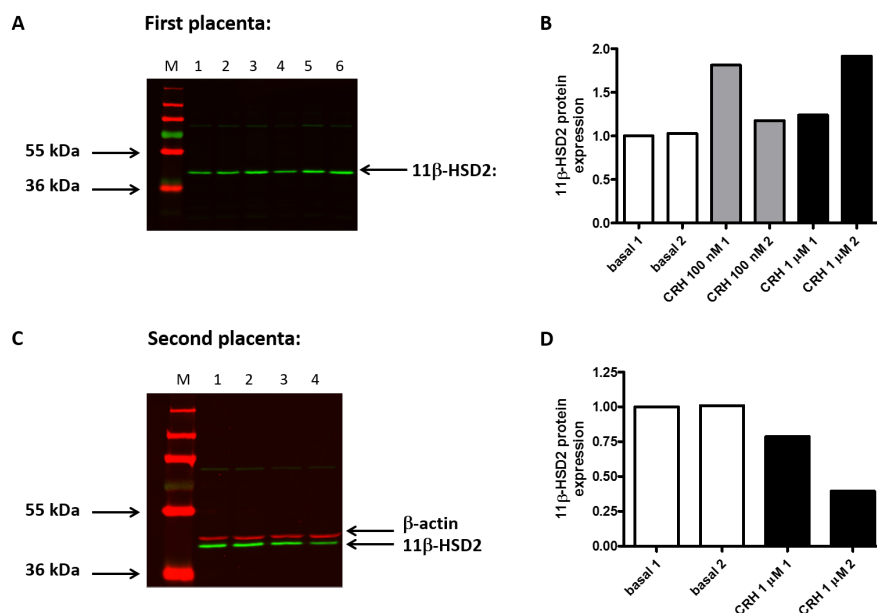 A
First placenta:
M 1 2 3 4 5 6
55 kDa
36 kDa
11β-HSD2:
B
11β-HSD2 protein
expression
2.0
1.5
1.0
0.5
0.0
basal 1
basal 2
CRH 100 nM 1
CRH 100 nM 2
CRH 1 μM 1
CRH 1 μM 2
C
Second placenta:
M 1 2 3 4
55 kDa
36 kDa
β-actin
11β-HSD2
D
11β-HSD2 protein
expression
1.25
1.00
0.75
0.50
0.25
0.00
basal 1
basal 2
CRH 1 μM 1
CRH 1 μM 2